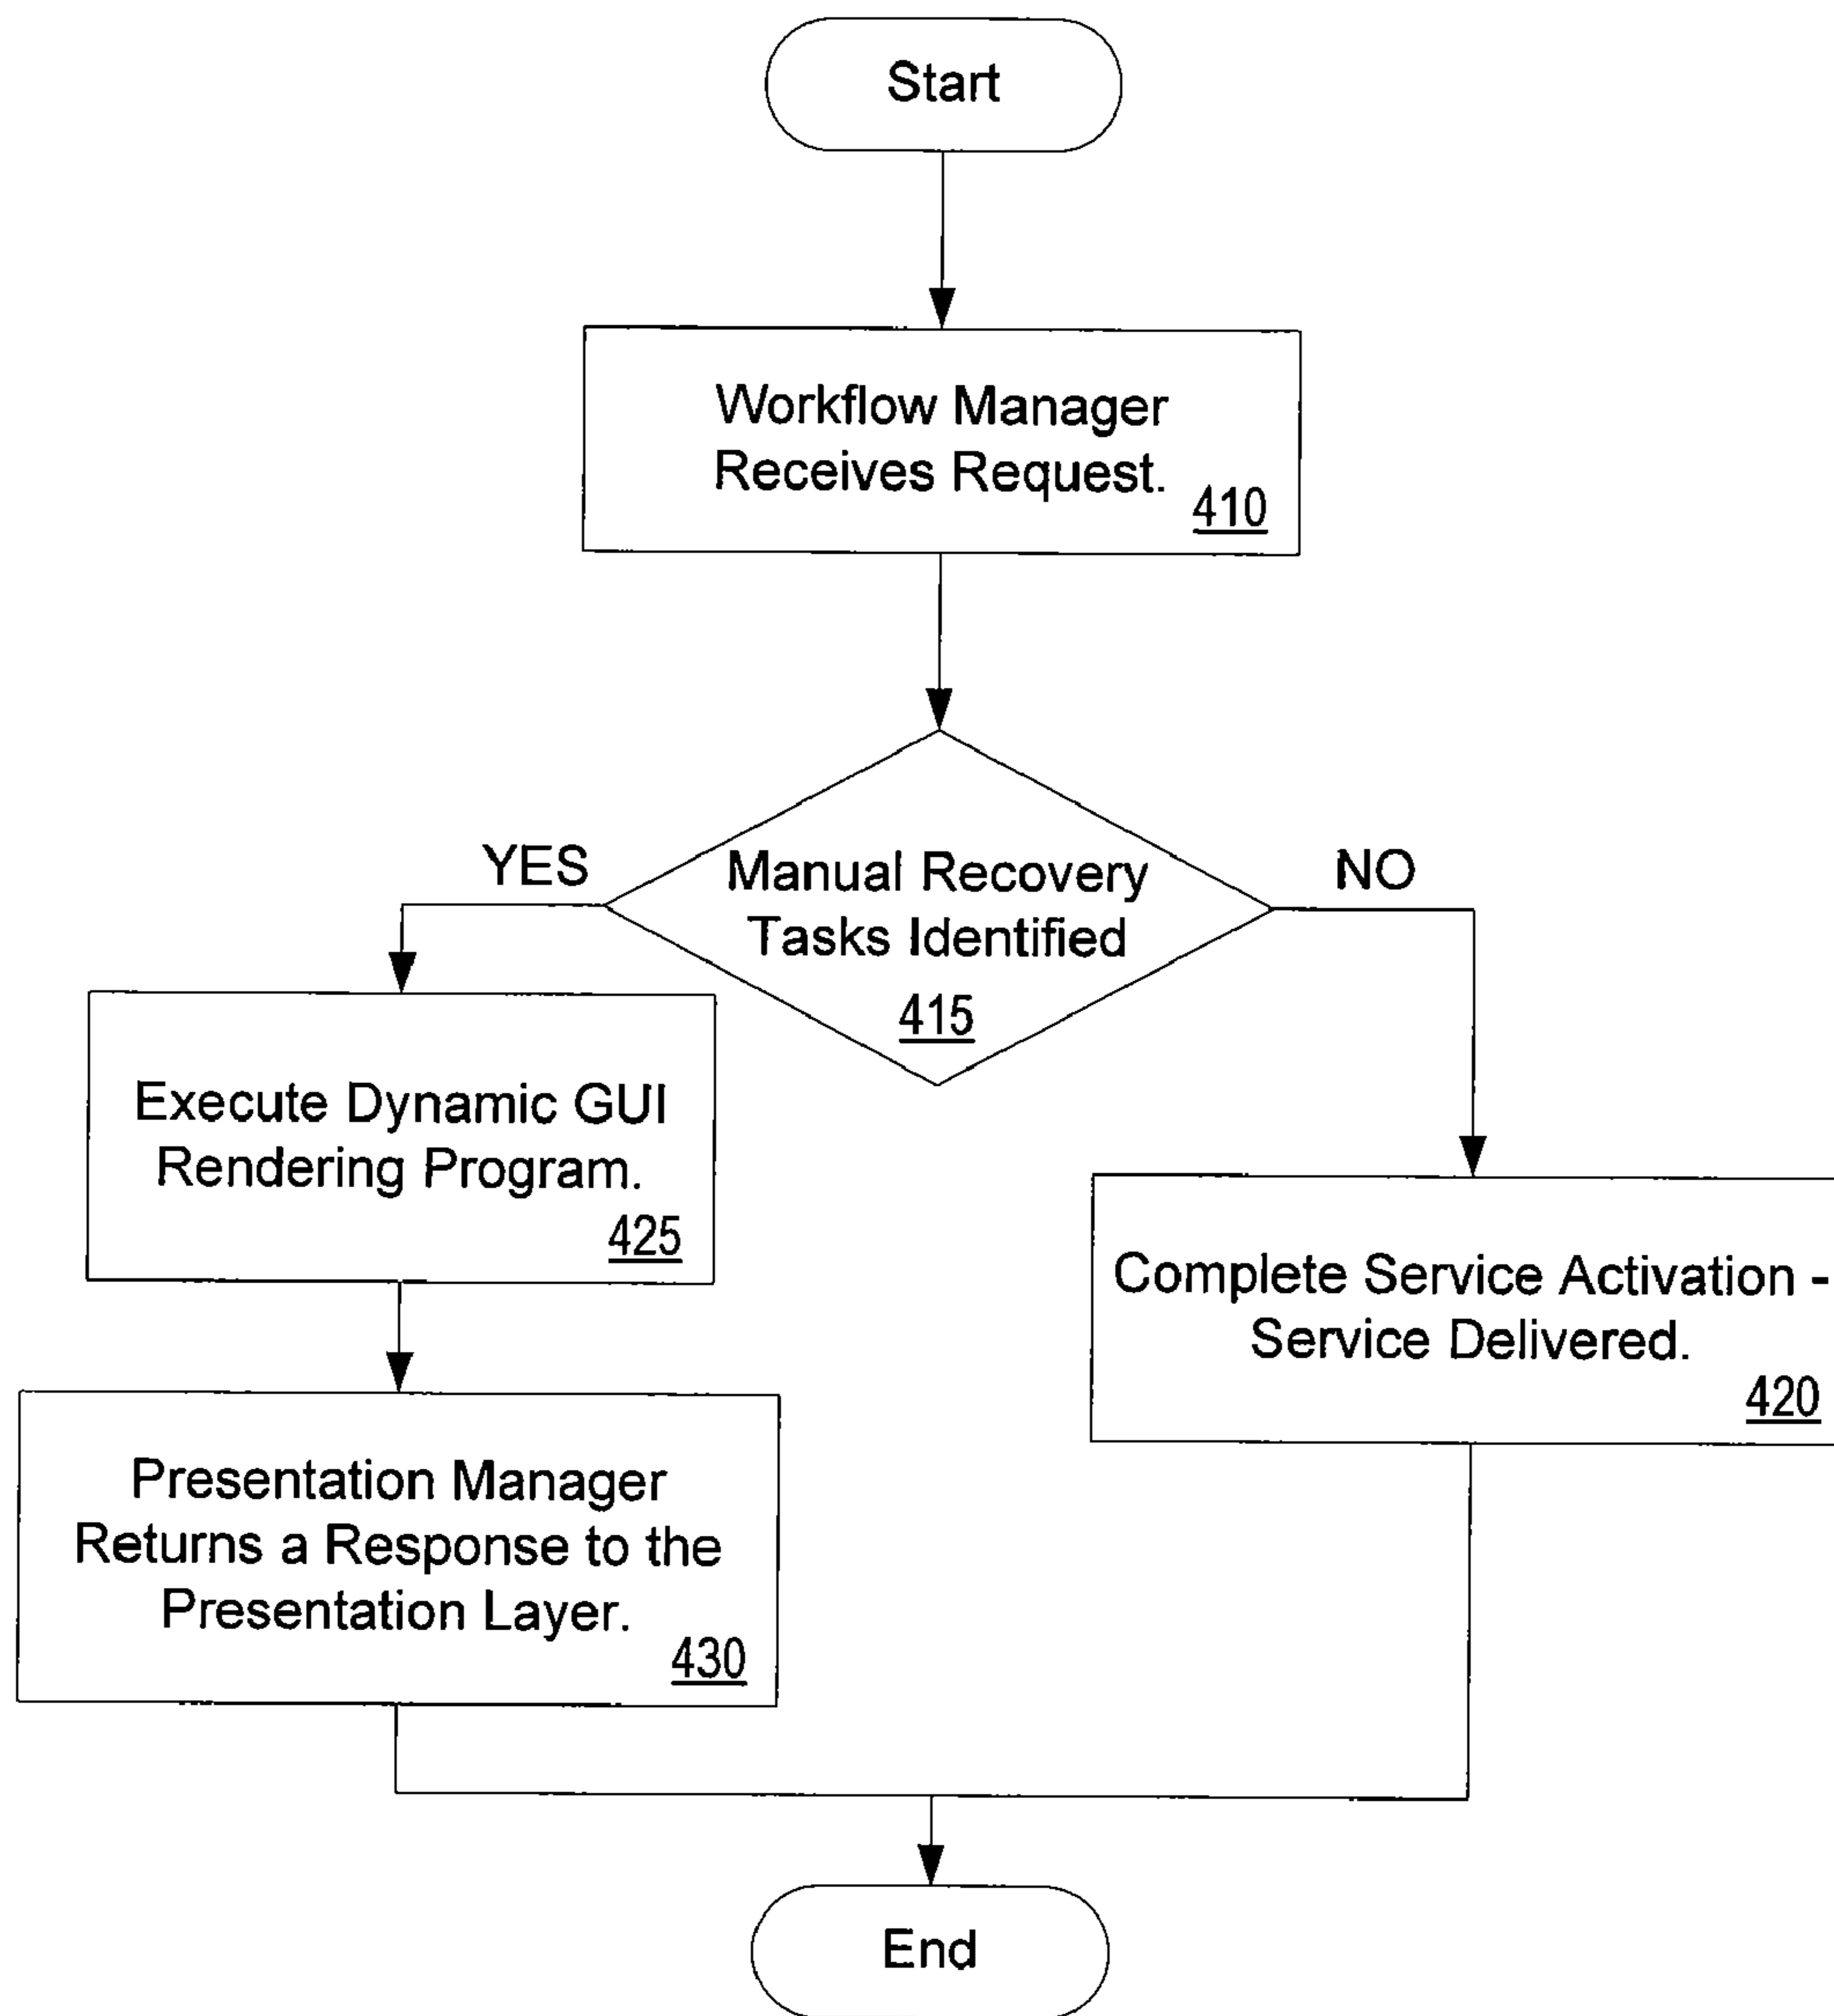 Start
Workflow Manager
Receives Request.
410
YES
Manual Recovery
Tasks Identified
415
NO
Execute Dynamic GUI
Rendering Program.
425
Complete Service Activation -
Service Delivered.
420
Presentation Manager
Returns a Response to the
Presentation Layer.
430
End